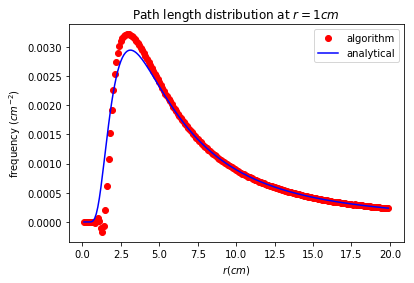 Path length distribution at r = 1cm
algorithm
analytical
frequency (cm⁻²)
0.0030
0.0025
0.0020
0.0015
0.0010
0.0005
0.0000
0.0 2.5 5.0 7.5 10.0 12.5 15.0 17.5 20.0
r(cm)